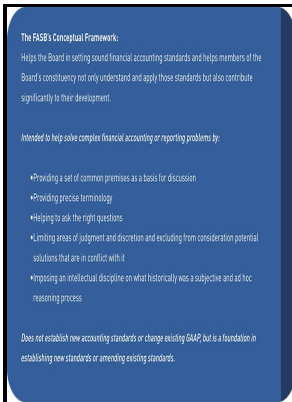 The FASB's Conceptual Framework:
Helps the Board in setting sound financial accounting standards and helps members of the
Board's constituency not only understand and apply those standards but also contribute
significantly to their development.
Intended to help solve complex financial accounting or reporting problems by:
•Providing a set of common premises as a basis for discussion
•Providing precise terminology
•Helping to ask the right questions
•Limiting areas of judgment and discretion and excluding from consideration potential
solutions that are in conflict with it
•Imposing an intellectual discipline on what historically was a subjective and ad hoc
reasoning process
Does not establish new accounting standards or change existing GAAP, but is a foundation in
establishing new standards or amending existing standards.